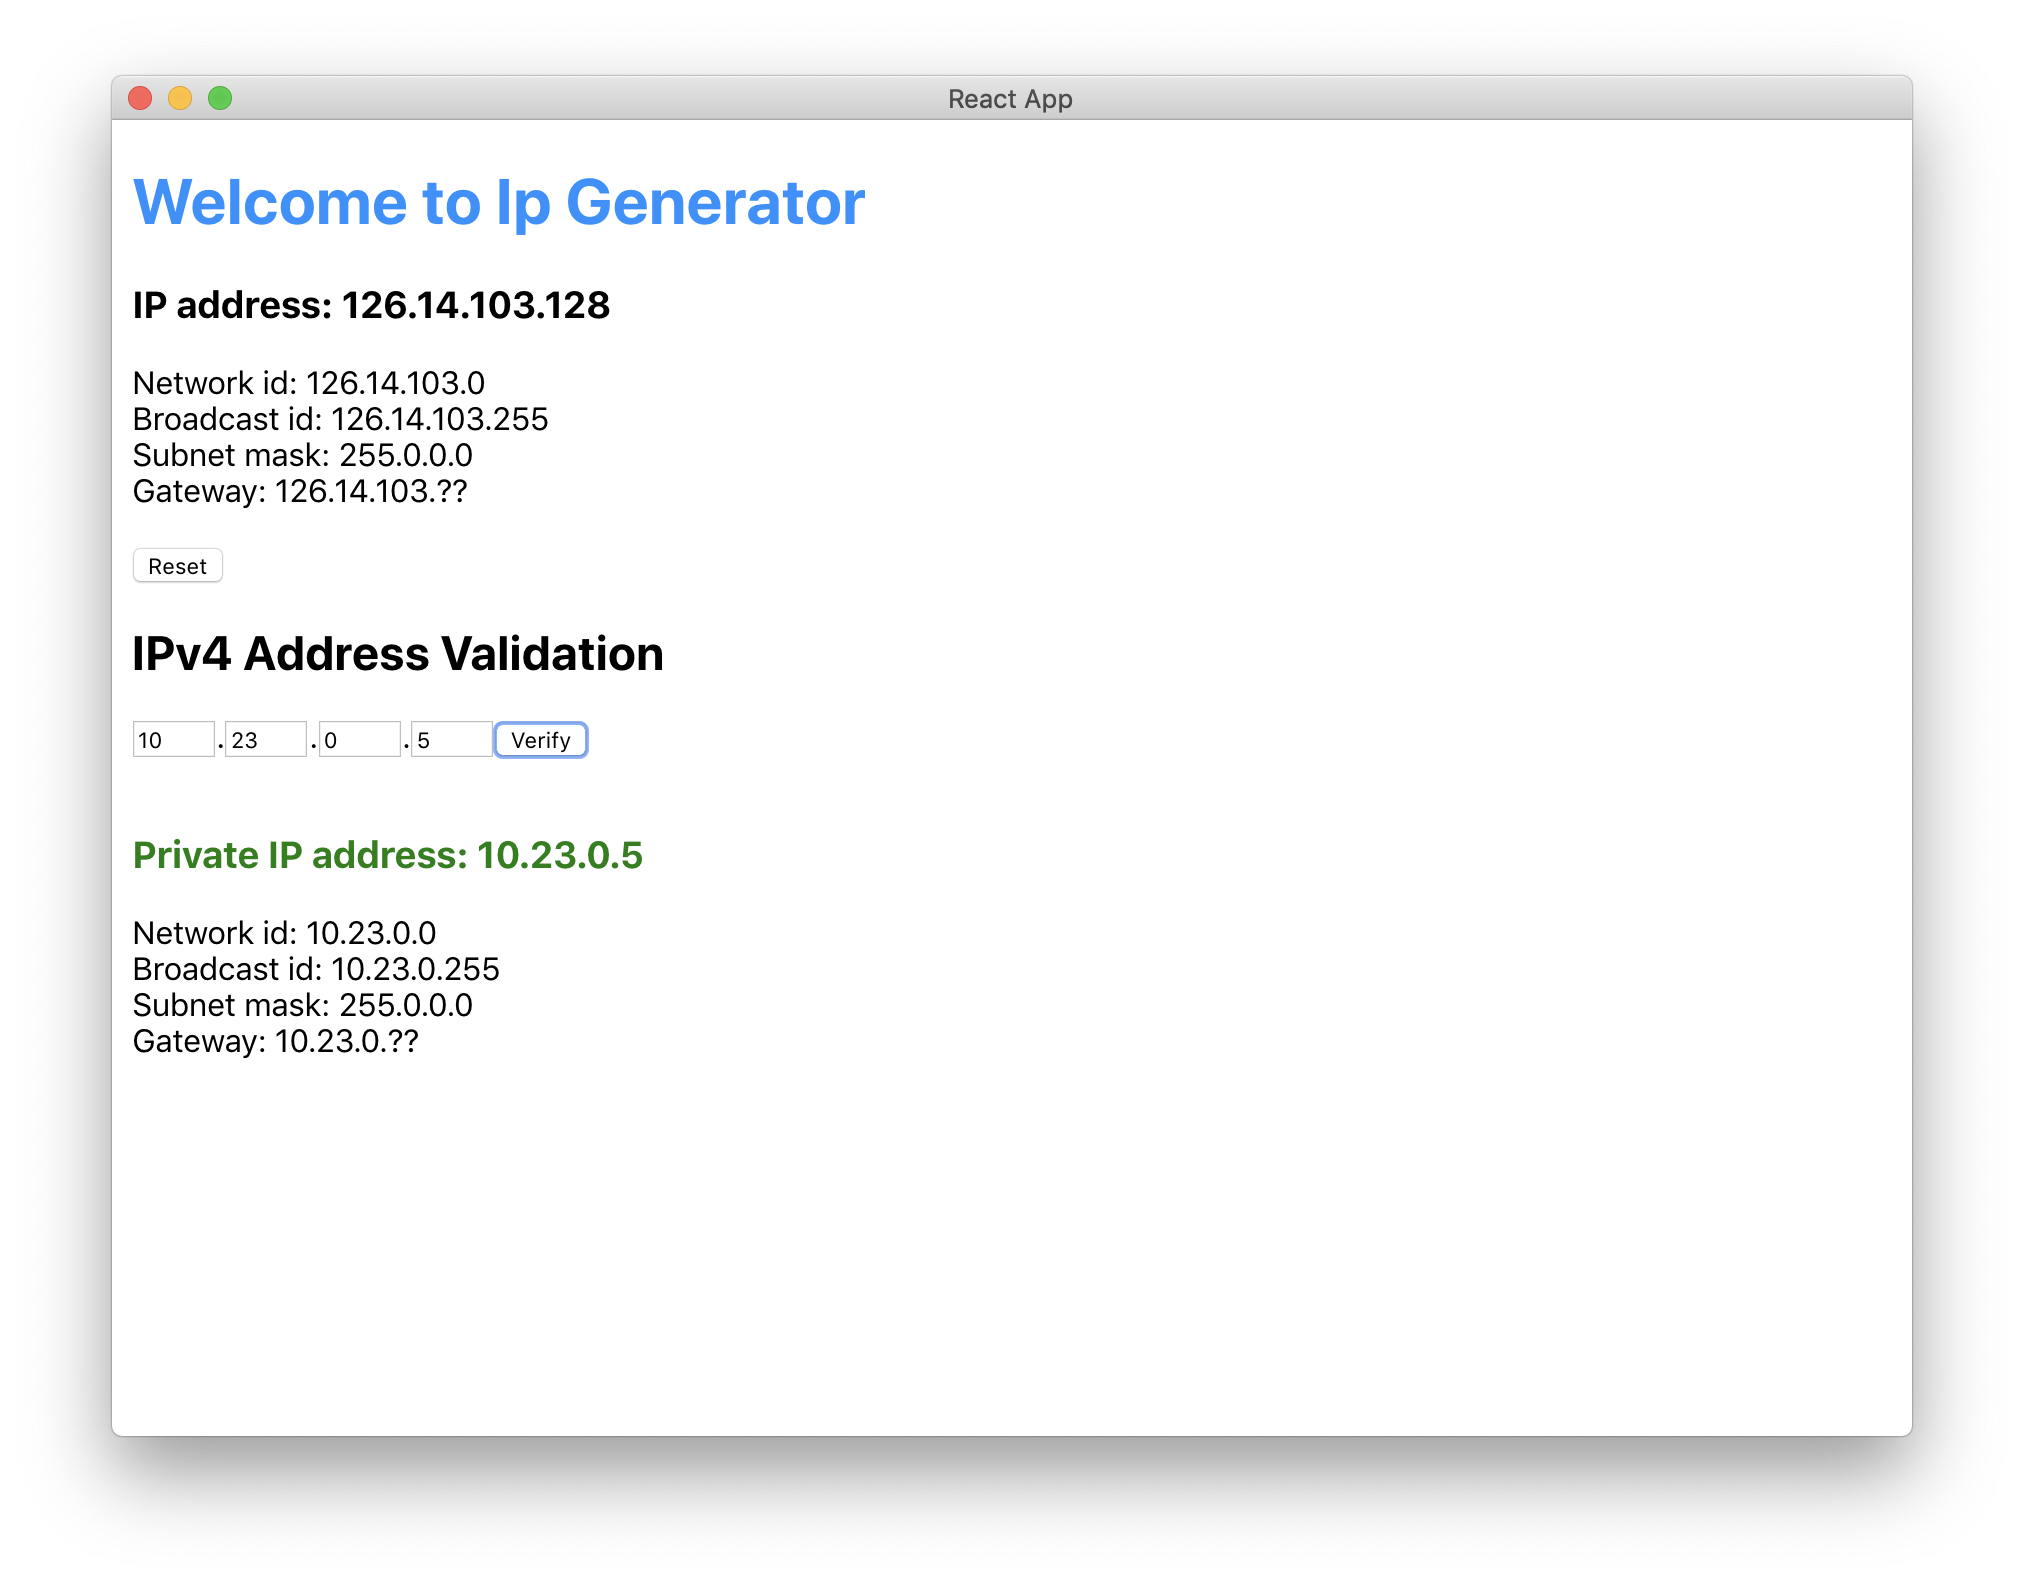 React App
Welcome to Ip Generator
IP address: 126.14.103.128
Network id: 126.14.103.0
Broadcast id: 126.14.103.255
Subnet mask: 255.0.0.0
Gateway: 126.14.103.??
Reset
IPv4 Address Validation
10 . 23 . 0 . 5 Verify
Private IP address: 10.23.0.5
Network id: 10.23.0.0
Broadcast id: 10.23.0.255
Subnet mask: 255.0.0.0
Gateway: 10.23.0.??